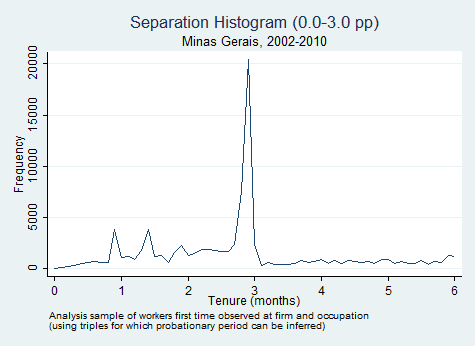 Separation Histogram (0.0-3.0 pp)
Minas Gerais, 2002-2010
20000
15000
10000
5000
0
Frequency
0 1 2 3 4 5 6
Tenure (months)
Analysis sample of workers first time observed at firm and occupation
(using triples for which probationary period can be inferred)